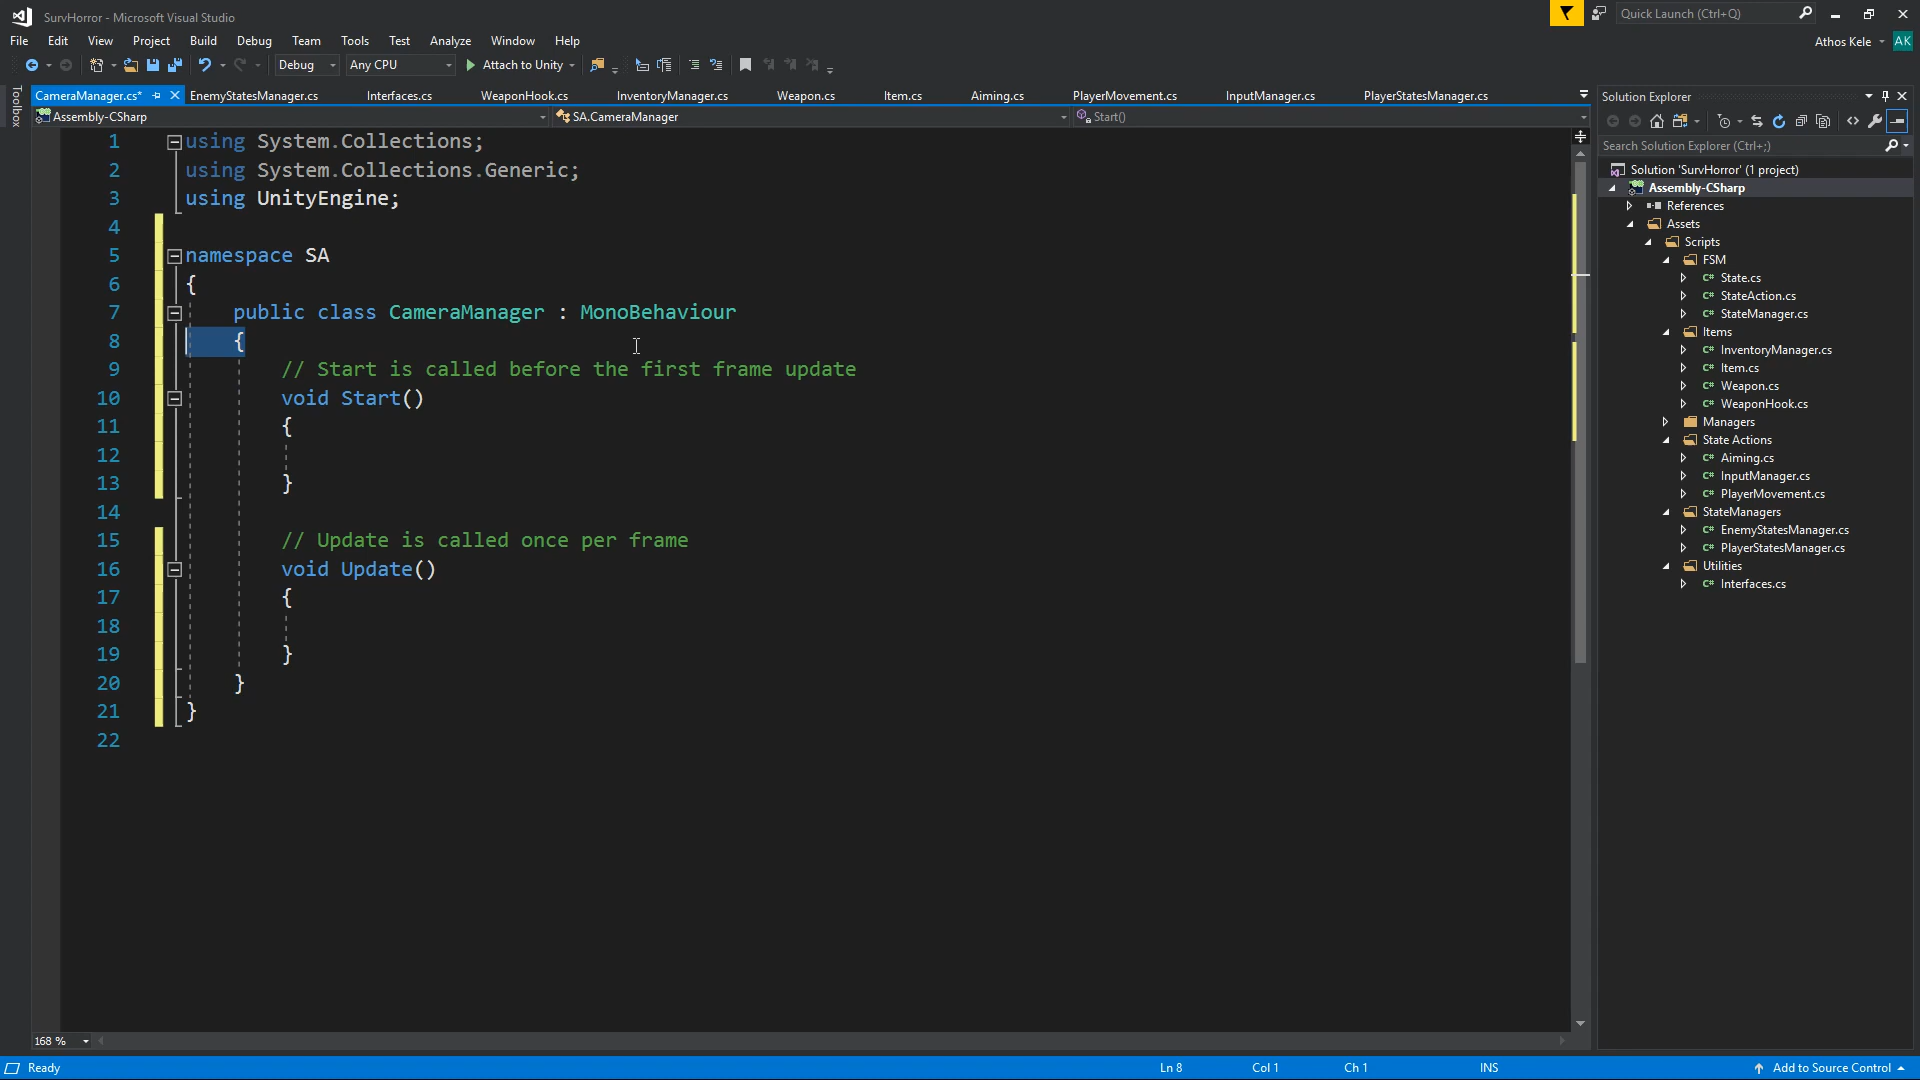 SurvHorror - Microsoft Visual Studio
Quick Launch (Ctrl+Q)
File Edit View Project Build Debug Team Tools Test Analyze Window Help
Athos Kele AK
Debug Any CPU Attach to Unity
Toolbox
CameraManager.cs* EnemyStatesManager.cs Interfaces.cs WeaponHook.cs InventoryManager.cs Weapon.cs Item.cs Aiming.cs PlayerMovement.cs InputManager.cs PlayerStatesManager.cs
Assembly-CSharp SA.CameraManager Start()
1 using System.Collections;
2 using System.Collections.Generic;
3 using UnityEngine;
4
5 namespace SA
6 {
7 public class CameraManager : MonoBehaviour
8 {
9 // Start is called before the first frame update
10 void Start()
11 {
12
13 }
14
15 // Update is called once per frame
16 void Update()
17 {
18
19 }
20 }
21 }
22
168 %
Solution Explorer
Search Solution Explorer (Ctrl+;)
Solution 'SurvHorror' (1 project)
Assembly-CSharp
References
Assets
Scripts
FSM
C# State.cs
C# StateAction.cs
C# StateManager.cs
Items
C# InventoryManager.cs
C# Item.cs
C# Weapon.cs
C# WeaponHook.cs
Managers
State Actions
C# Aiming.cs
C# InputManager.cs
C# PlayerMovement.cs
StateManagers
C# EnemyStatesManager.cs
C# PlayerStatesManager.cs
Utilities
C# Interfaces.cs
Ready Ln 8 Col 1 Ch 1 INS Add to Source Control